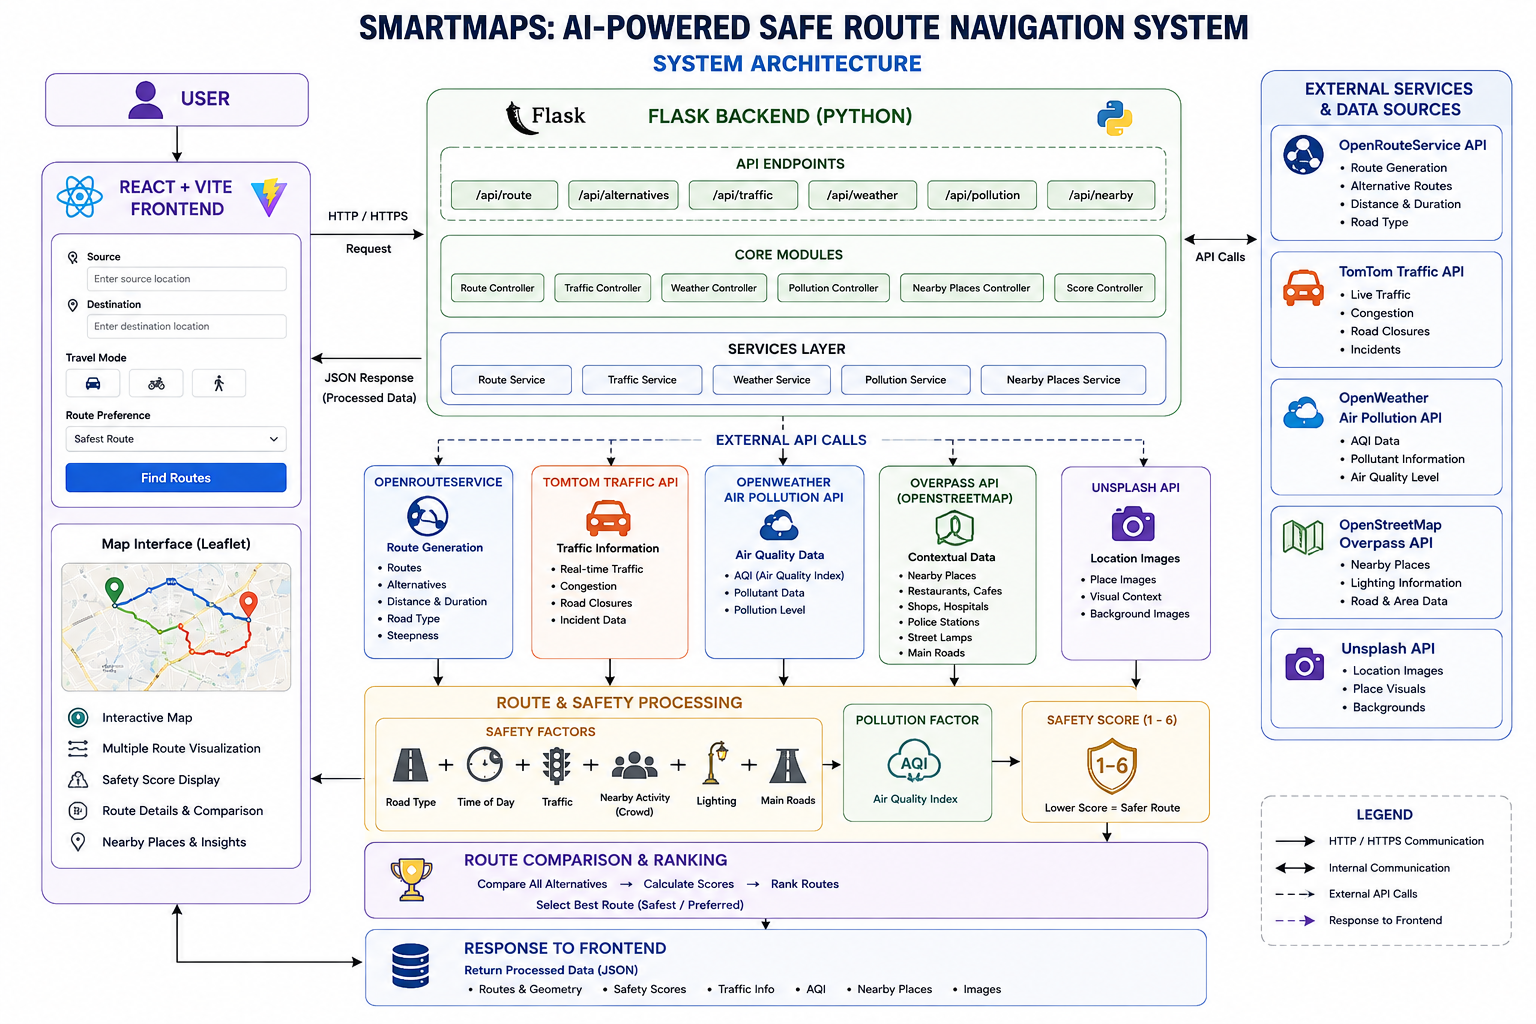 SMARTMAPS: AI-POWERED SAFE ROUTE NAVIGATION SYSTEM
SYSTEM ARCHITECTURE
USER
REACT + VITE
FRONTEND
Source
Enter source location
Destination
Enter destination location
Travel Mode
Route Preference
Safest Route
Find Routes
Map Interface (Leaflet)
Interactive Map
Multiple Route Visualization
Safety Score Display
Route Details & Comparison
Nearby Places & Insights
HTTP / HTTPS
Request
JSON Response
(Processed Data)
Flask
FLASK BACKEND (PYTHON)
API ENDPOINTS
/api/route
/api/alternatives
/api/traffic
/api/weather
/api/pollution
/api/nearby
CORE MODULES
Route Controller
Traffic Controller
Weather Controller
Pollution Controller
Nearby Places Controller
Score Controller
SERVICES LAYER
Route Service
Traffic Service
Weather Service
Pollution Service
Nearby Places Service
API Calls
EXTERNAL API CALLS
OPENROUTESERVICE
Route Generation
• Routes
• Alternatives
• Distance & Duration
• Road Type
• Steepness
TOMTOM TRAFFIC API
Traffic Information
• Real-time Traffic
• Congestion
• Road Closures
• Incident Data
OPENWEATHER
AIR POLLUTION API
Air Quality Data
• AQI (Air Quality Index)
• Pollutant Data
• Pollution Level
OVERPASS API
(OPENSTREETMAP)
Contextual Data
• Nearby Places
• Restaurants, Cafes
• Shops, Hospitals
• Police Stations
• Street Lamps
• Main Roads
UNSPLASH API
Location Images
• Place Images
• Visual Context
• Background Images
ROUTE & SAFETY PROCESSING
SAFETY FACTORS
Road Type
+
Time of Day
+
Traffic
+
Nearby Activity
(Crowd)
+
Lighting
+
Main Roads
POLLUTION FACTOR
AQI
Air Quality Index
SAFETY SCORE (1 - 6)
1-6
Lower Score = Safer Route
ROUTE COMPARISON & RANKING
Compare All Alternatives → Calculate Scores → Rank Routes
Select Best Route (Safest / Preferred)
RESPONSE TO FRONTEND
Return Processed Data (JSON)
• Routes & Geometry • Safety Scores • Traffic Info • AQI • Nearby Places • Images
EXTERNAL SERVICES
& DATA SOURCES
OpenRouteService API
• Route Generation
• Alternative Routes
• Distance & Duration
• Road Type
TomTom Traffic API
• Live Traffic
• Congestion
• Road Closures
• Incidents
OpenWeather
Air Pollution API
• AQI Data
• Pollutant Information
• Air Quality Level
OpenStreetMap
Overpass API
• Nearby Places
• Lighting Information
• Road & Area Data
Unsplash API
• Location Images
• Place Visuals
• Backgrounds
LEGEND
HTTP / HTTPS Communication
Internal Communication
External API Calls
Response to Frontend